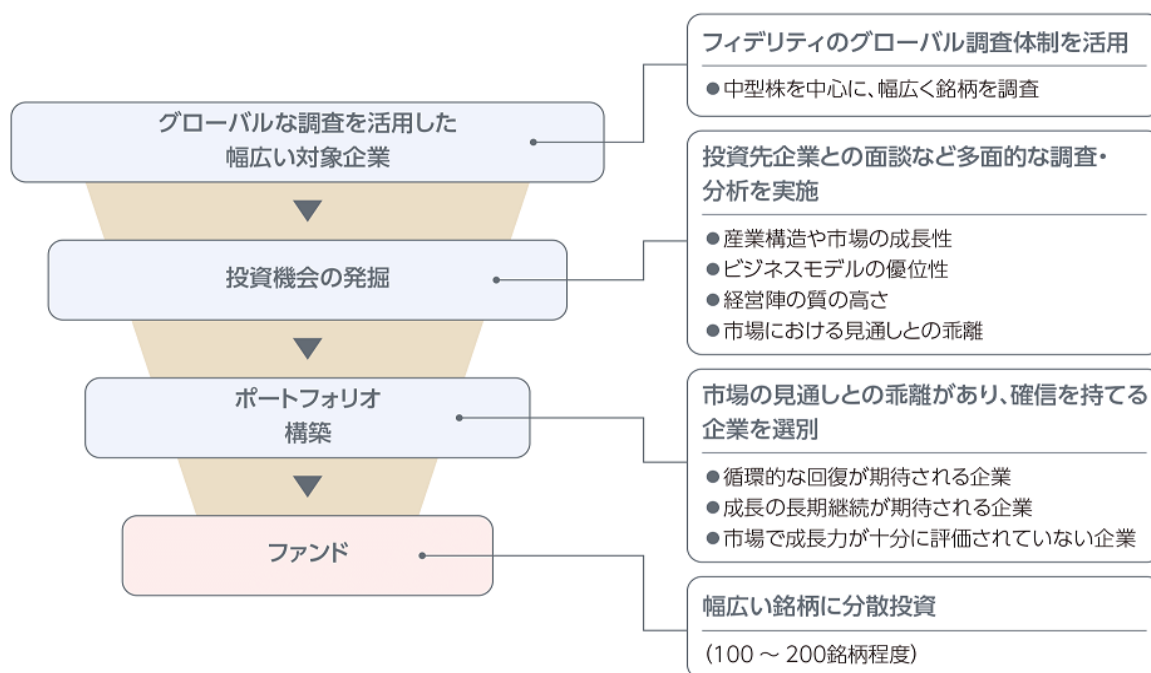 グローバルな調査を活用した
幅広い対象企業
フィデリティのグローバル調査体制を活用
●中型株を中心に、幅広く銘柄を調査
投資機会の発掘
投資先企業との面談など多面的な調査・
分析を実施
●産業構造や市場の成長性
●ビジネスモデルの優位性
●経営陣の質の高さ
●市場における見通しとの乖離
ポートフォリオ
構築
市場の見通しとの乖離があり、確信を持てる
企業を選別
●循環的な回復が期待される企業
●成長の長期継続が期待される企業
●市場で成長力が十分に評価されていない企業
ファンド
幅広い銘柄に分散投資
(100 ～ 200銘柄程度)